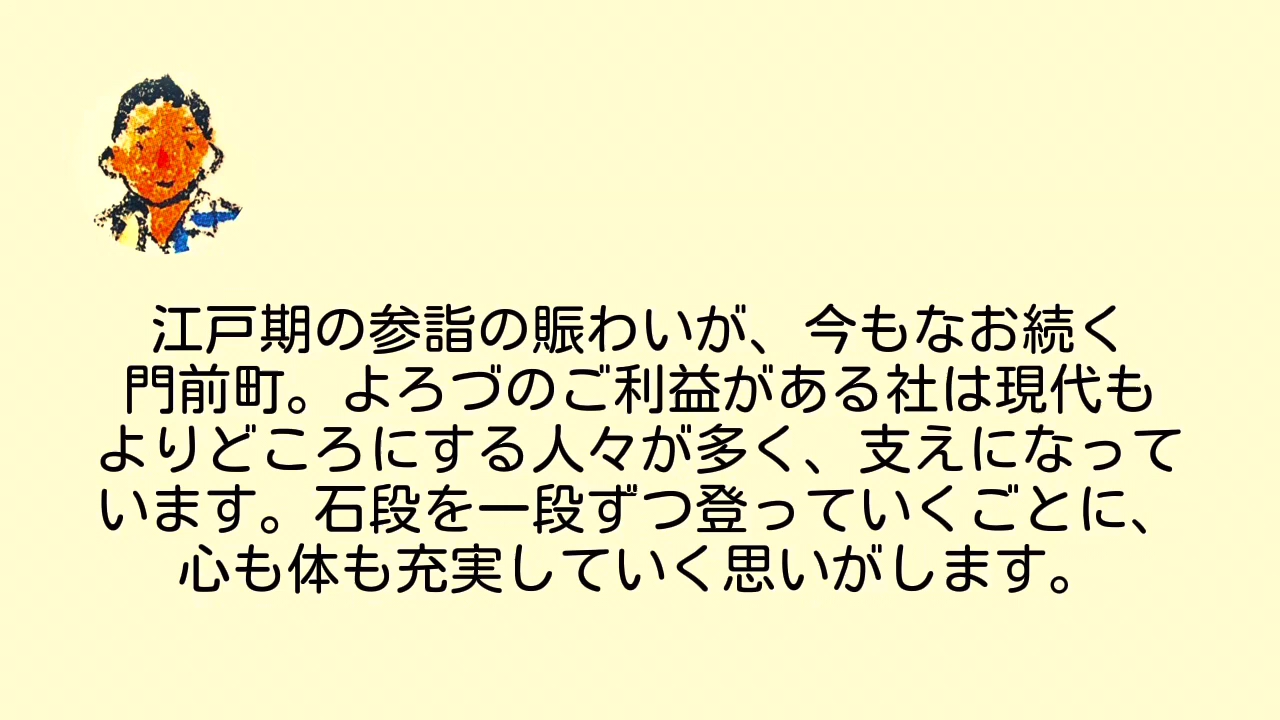 江戸期の参詣の賑わいが、今もなお続く
門前町。よろづのご利益がある社は現代も
よりどころにする人々が多く、支えになって
います。石段を一段ずつ登っていくごとに、
心も体も充実していく思いがします。